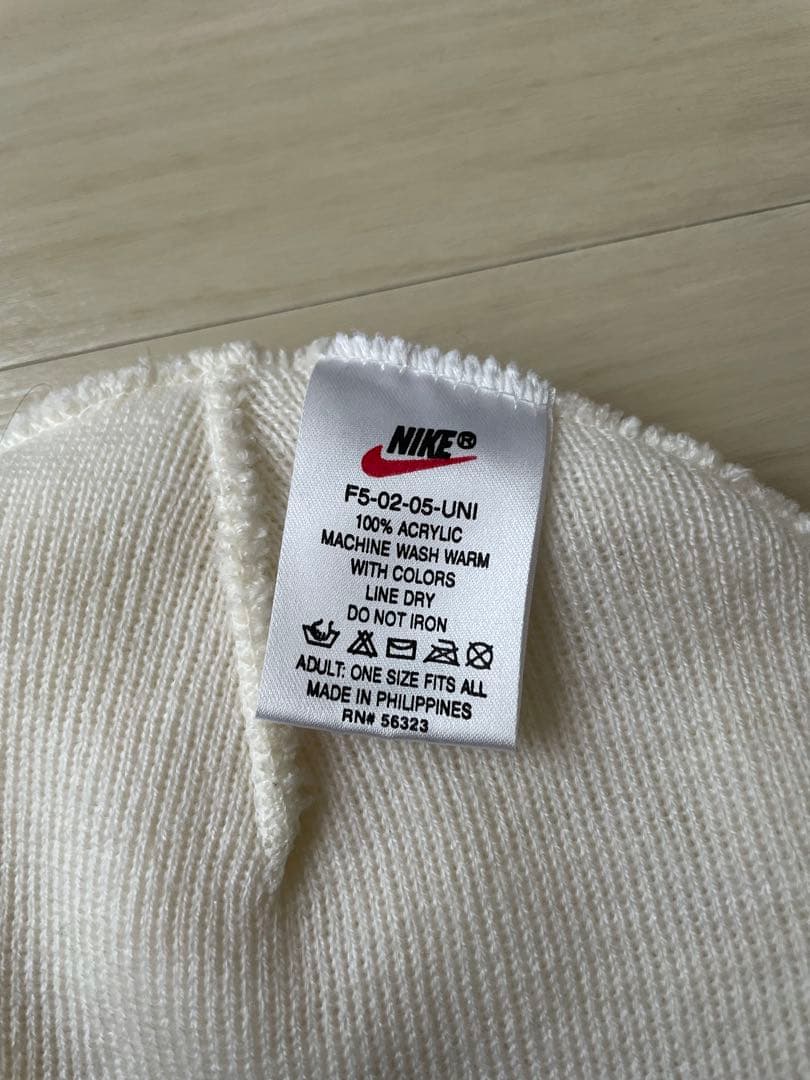 NIKE®
F5-02-05-UNI
100% ACRYLIC
MACHINE WASH WARM
WITH COLORS
LINE DRY
DO NOT IRON
ADULT: ONE SIZE FITS ALL
MADE IN PHILIPPINES
RN# 56323